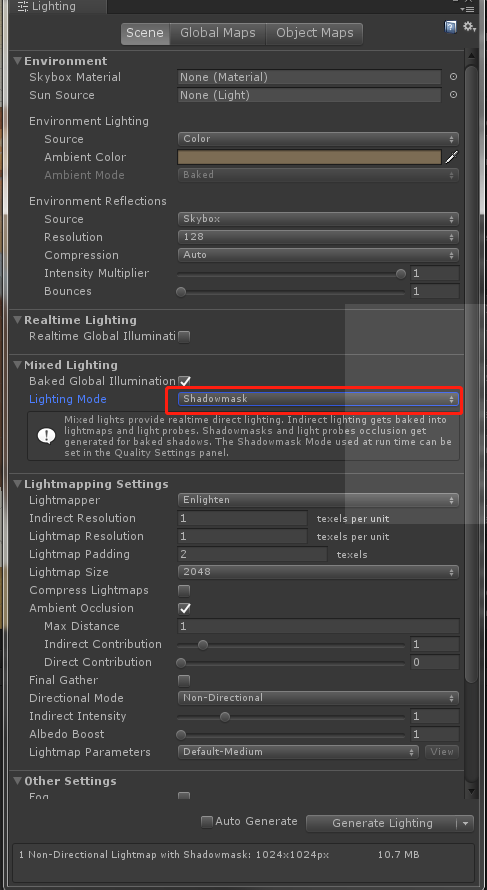 Lighting
Scene Global Maps Object Maps
Environment
Skybox Material None (Material)
Sun Source None (Light)
Environment Lighting
Source Color
Ambient Color
Ambient Mode Baked
Environment Reflections
Source Skybox
Resolution 128
Compression Auto
Intensity Multiplier 1
Bounces 1
Realtime Lighting
Realtime Global Illuminati
Mixed Lighting
Baked Global Illumination
Lighting Mode Shadowmask
Mixed lights provide realtime direct lighting. Indirect lighting gets baked into
lightmaps and light probes. Shadowmasks and light probes occlusion get
generated for baked shadows. The Shadowmask Mode used at run time can be
set in the Quality Settings panel.
Lightmapping Settings
Lightmapper Enlighten
Indirect Resolution 1 texels per unit
Lightmap Resolution 1 texels per unit
Lightmap Padding 2 texels
Lightmap Size 2048
Compress Lightmaps
Ambient Occlusion
Max Distance 1
Indirect Contribution 1
Direct Contribution 0
Final Gather
Directional Mode Non-Directional
Indirect Intensity 1
Albedo Boost 1
Lightmap Parameters Default-Medium View
Other Settings
Fog
Auto Generate Generate Lighting
1 Non-Directional Lightmap with Shadowmask: 1024x1024px 10.7 MB